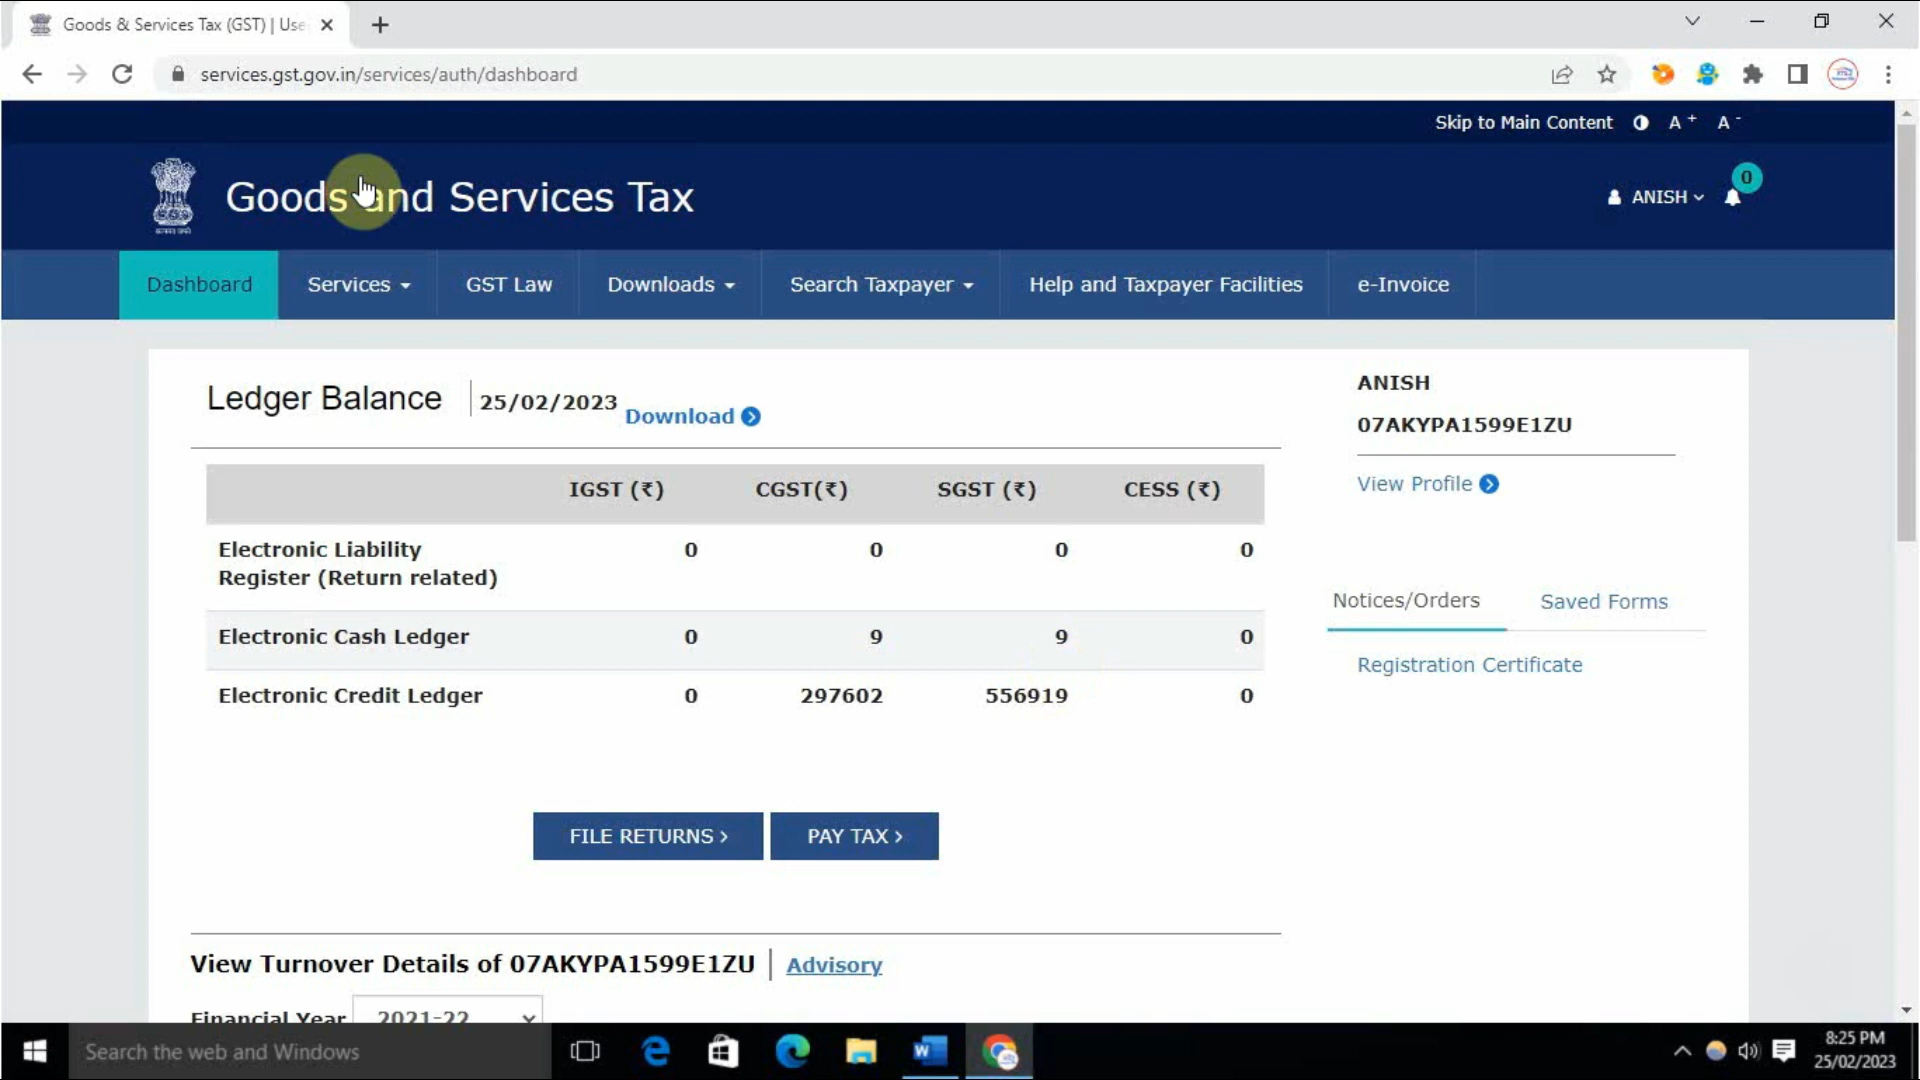 Goods & Services Tax (GST) | Use
services.gst.gov.in/services/auth/dashboard
Skip to Main Content A + A -
Goods and Services Tax
ANISH
0
Dashboard Services GST Law Downloads Search Taxpayer Help and Taxpayer Facilities e-Invoice
Ledger Balance 25/02/2023 Download
IGST (₹) CGST(₹) SGST (₹) CESS (₹)
Electronic Liability
Register (Return related) 0 0 0 0
Electronic Cash Ledger 0 9 9 0
Electronic Credit Ledger 0 297602 556919 0
FILE RETURNS > PAY TAX >
ANISH
07AKYPA1599E1ZU
View Profile
Notices/Orders Saved Forms
Registration Certificate
View Turnover Details of 07AKYPA1599E1ZU Advisory
Financial Year 2021-22
Search the web and Windows
8:25 PM
25/02/2023